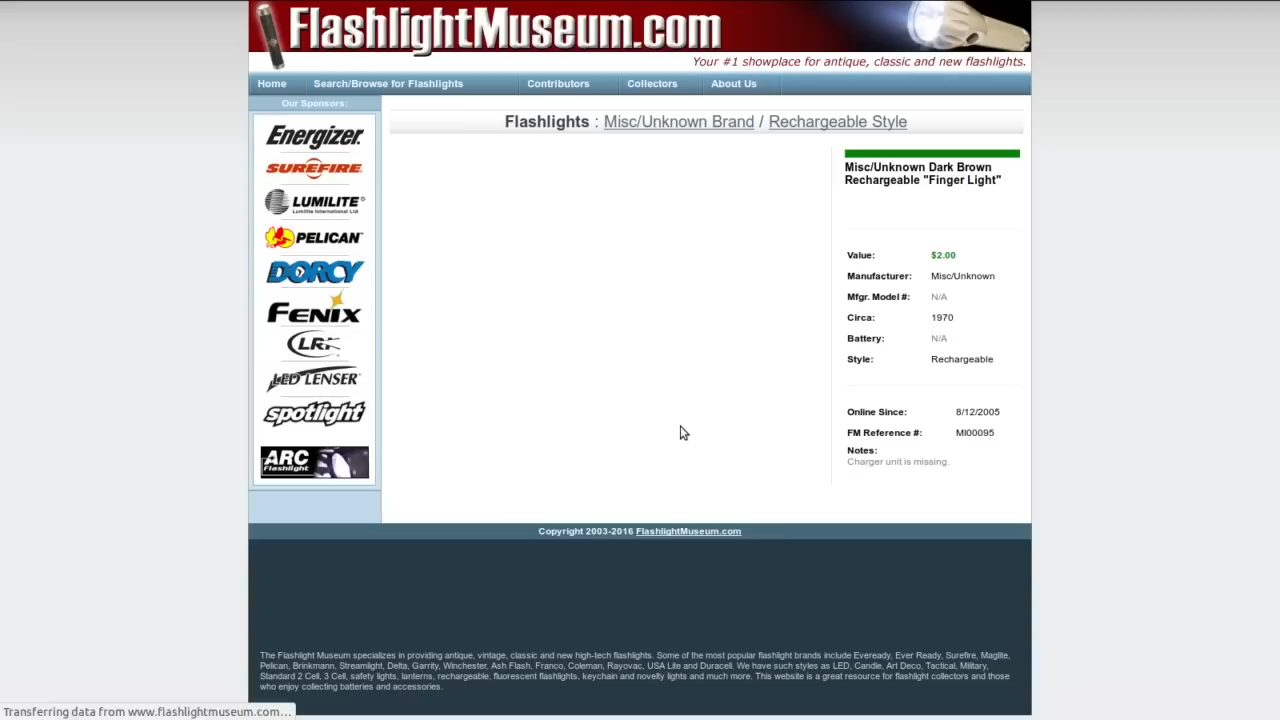 FlashlightMuseum.com
Your #1 showplace for antique, classic and new flashlights.
Home Search/Browse for Flashlights Contributors Collectors About Us
Our Sponsors:
Energizer.
SUREFIRE
LUMILITE®
Lumilite International Ltd
PELICAN™
DORCY
FENIX
LRI
LED LENSER®
spotlight
ARC
Flashlight
Flashlights : Misc/Unknown Brand / Rechargeable Style
Misc/Unknown Dark Brown
Rechargeable "Finger Light"
Value: $2.00
Manufacturer: Misc/Unknown
Mfgr. Model #: N/A
Circa: 1970
Battery: N/A
Style: Rechargeable
Online Since: 8/12/2005
FM Reference #: MI00095
Notes:
Charger unit is missing.
Copyright 2003-2016 FlashlightMuseum.com
The Flashlight Museum specializes in providing antique, vintage, classic and new high-tech flashlights. Some of the most popular flashlight brands include Eveready, Ever Ready, Surefire, Maglite,
Pelican, Brinkmann, Streamlight, Delta, Garrity, Winchester, Ash Flash, Franco, Coleman, Rayovac, USA Lite and Duracell. We have such styles as LED, Candle, Art Deco, Tactical, Military,
Standard 2 Cell, 3 Cell, safety lights, lanterns, rechargeable, fluorescent flashlights, keychain and novelty lights and much more. This website is a great resource for flashlight collectors and those
who enjoy collecting batteries and accessories.
Transferring data from www.flashlightmuseum.com...